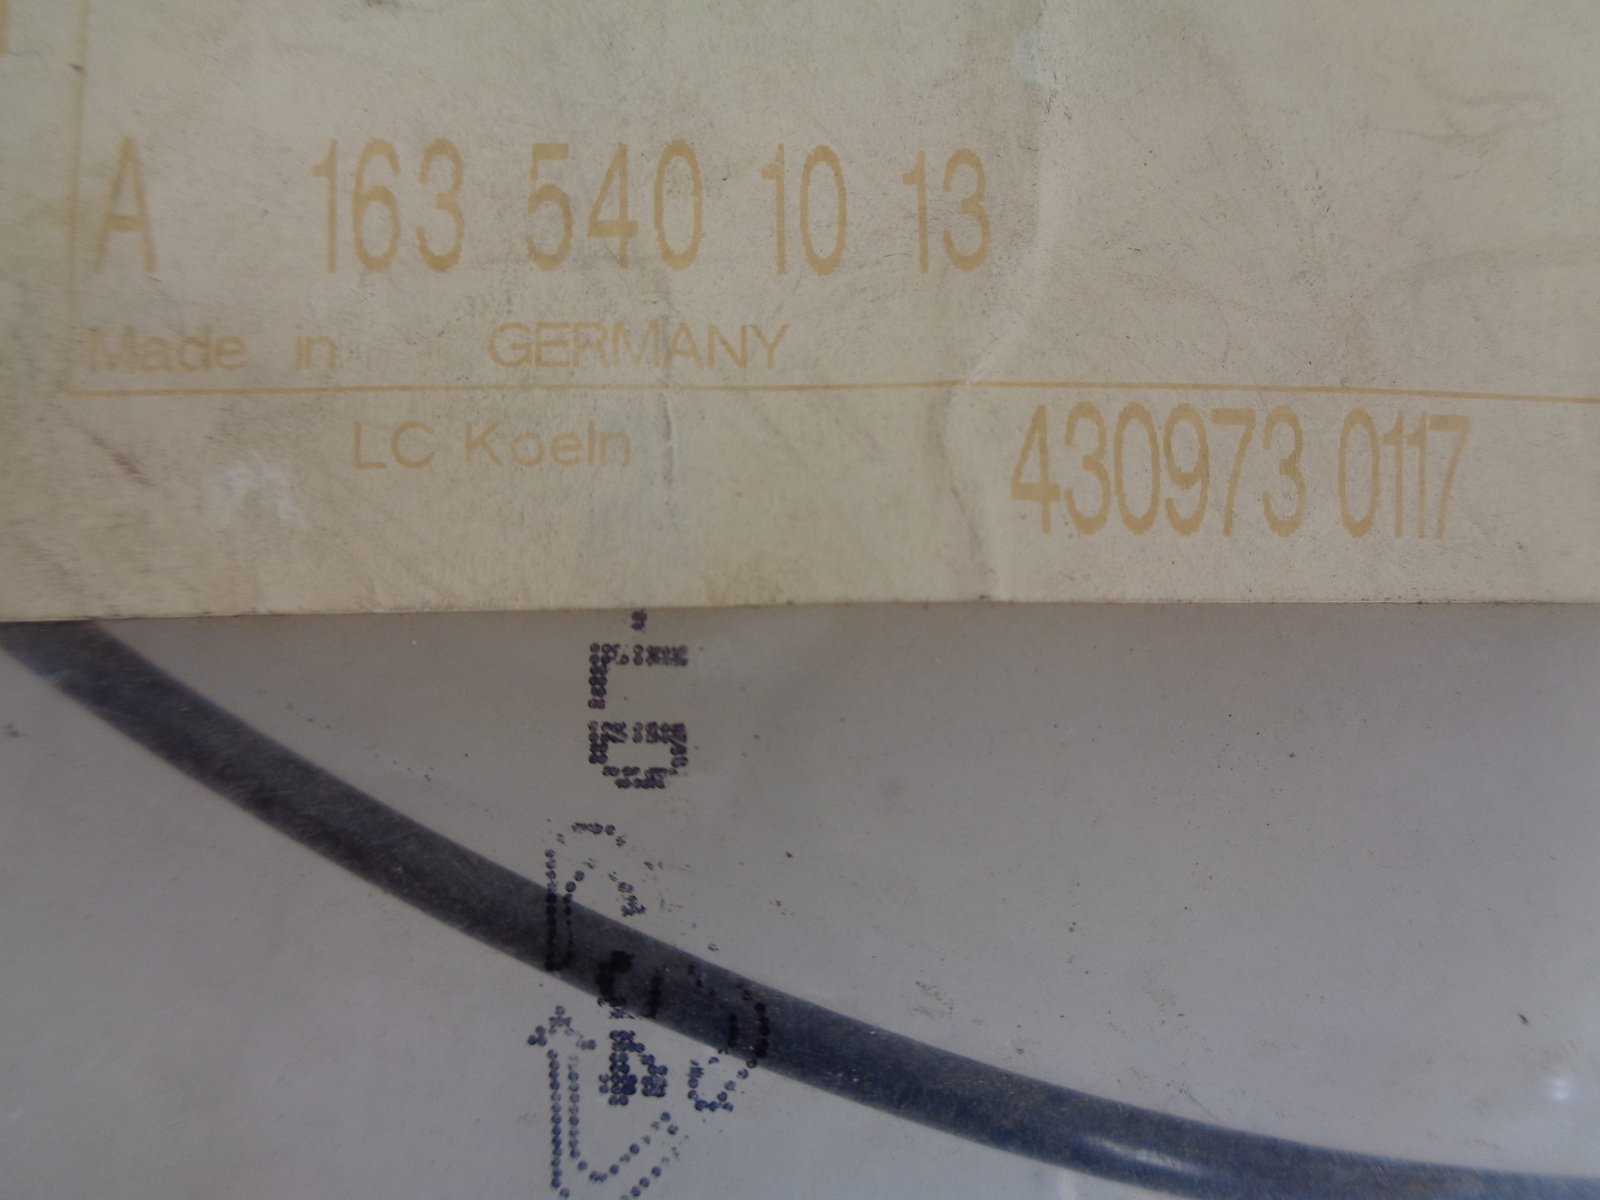 A 163 540 10 13
Made in GERMANY
LC Koeln
430973 0117